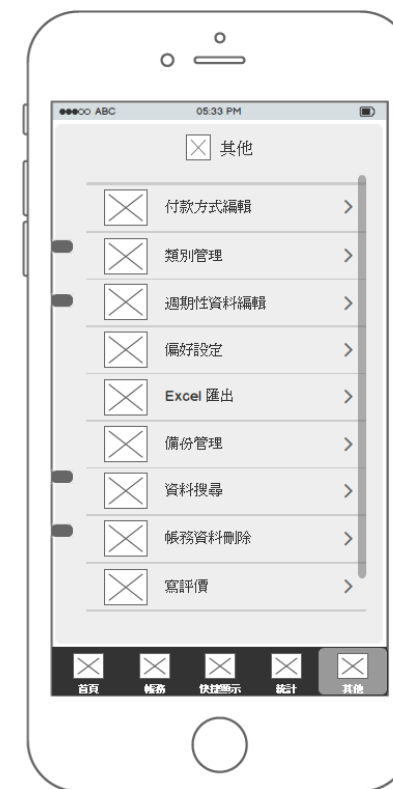 ABC 05:33 PM
其他
付款方式編輯
類別管理
週期性資料編輯
偏好設定
Excel 匯出
備份管理
資料搜尋
帳務資料刪除
寫評價
首頁 帳務 快捷顯示 統計 其他